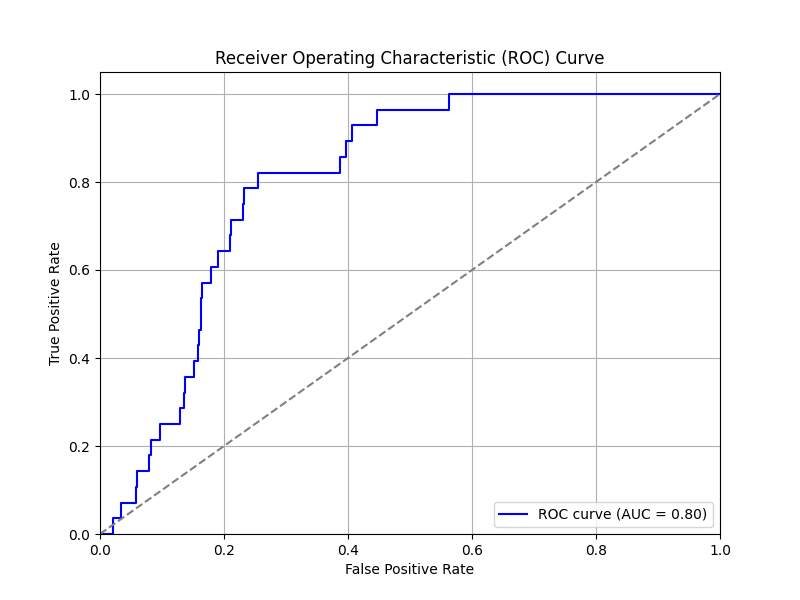 Receiver Operating Characteristic (ROC) Curve
True Positive Rate
1.0
0.8
0.6
0.4
0.2
0.0
ROC curve (AUC = 0.80)
0.0 0.2 0.4 0.6 0.8 1.0
False Positive Rate